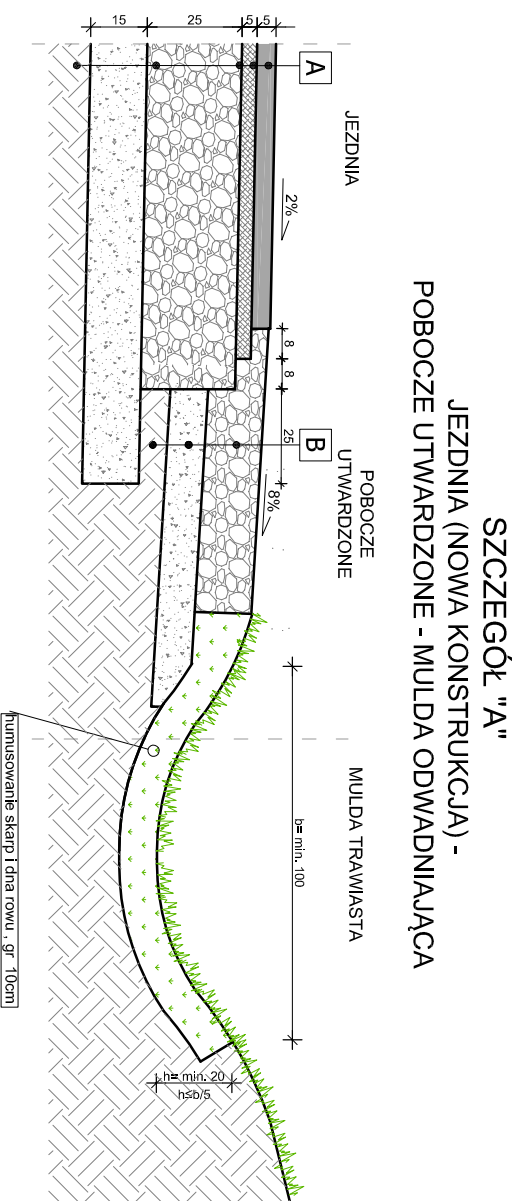 SZCZEGÓŁ "A"
JEZDNIA (NOWA KONSTRUKCJA) -
POBOCZE UTWARDZONE - MULDA ODWADNIAJĄCA
JEZDNIA
POBOCZE
UTWARDZONE
MULDA TRAWIASTA
A
B
2%
8%
5
5
25
15
8
8
25
b= min. 100
h= min. 20
h≤b/5
humusowanie skarp i dna rowu , gr 10cm